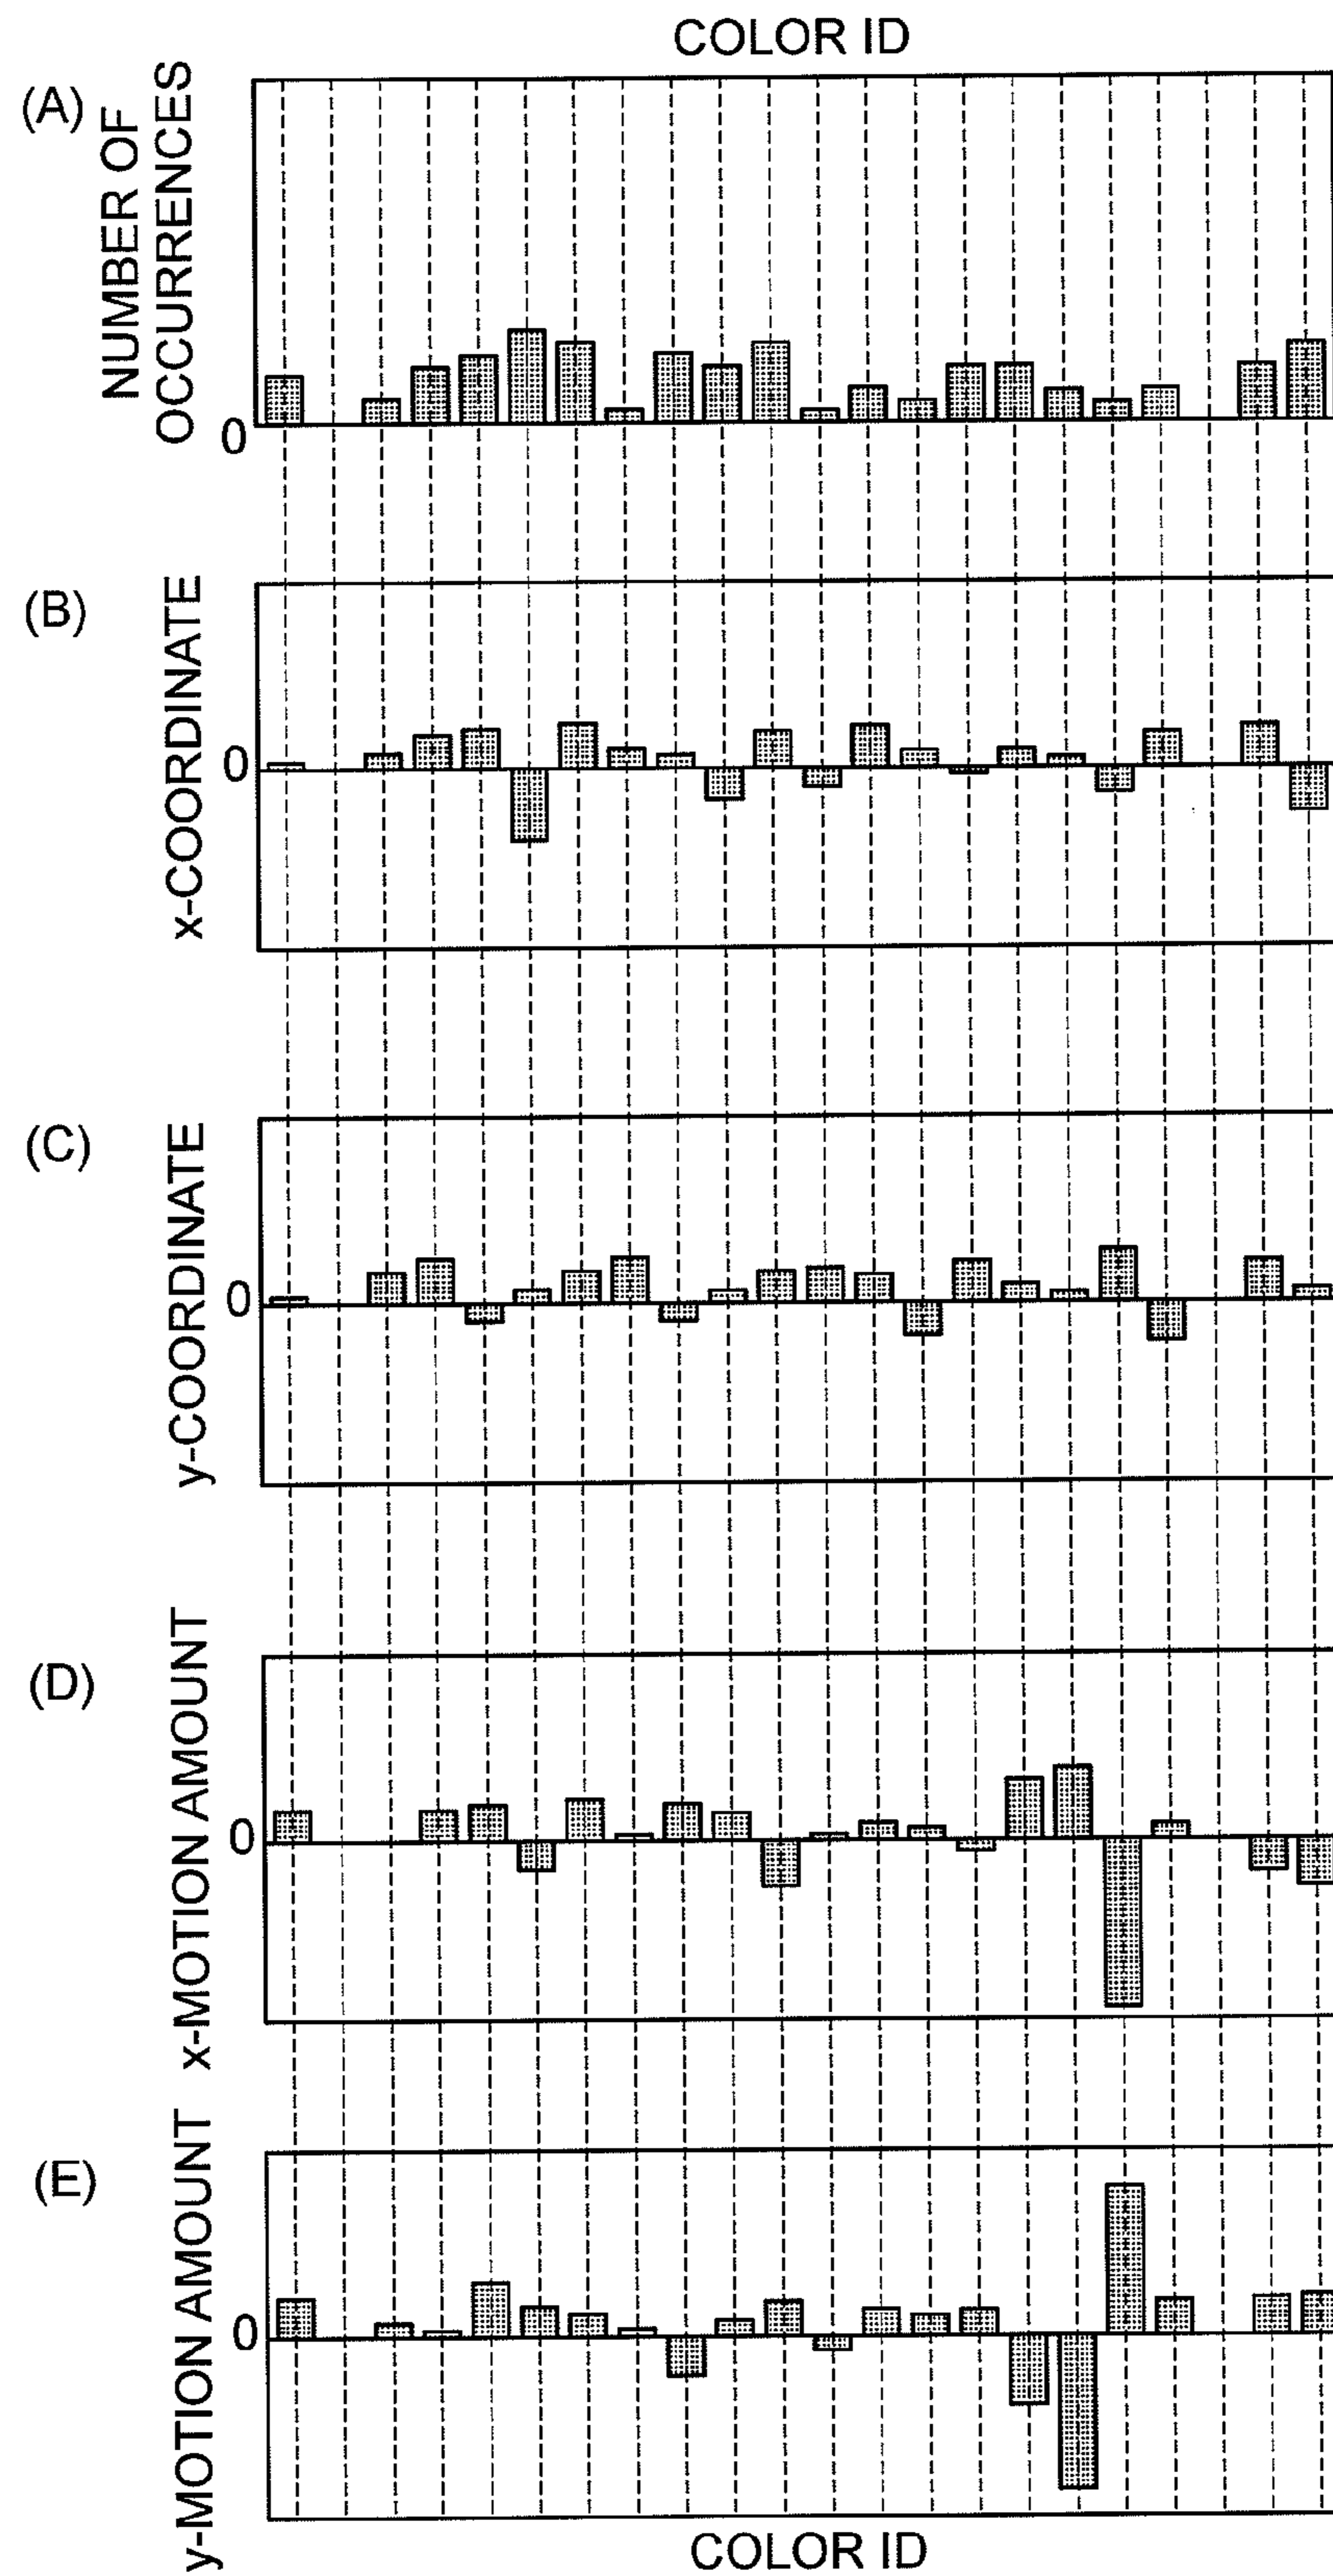 COLOR ID
(A)
NUMBER OF
OCCURRENCES
0
(B)
x-COORDINATE
0
(C)
y-COORDINATE
0
(D)
x-MOTION AMOUNT
0
(E)
y-MOTION AMOUNT
0
COLOR ID